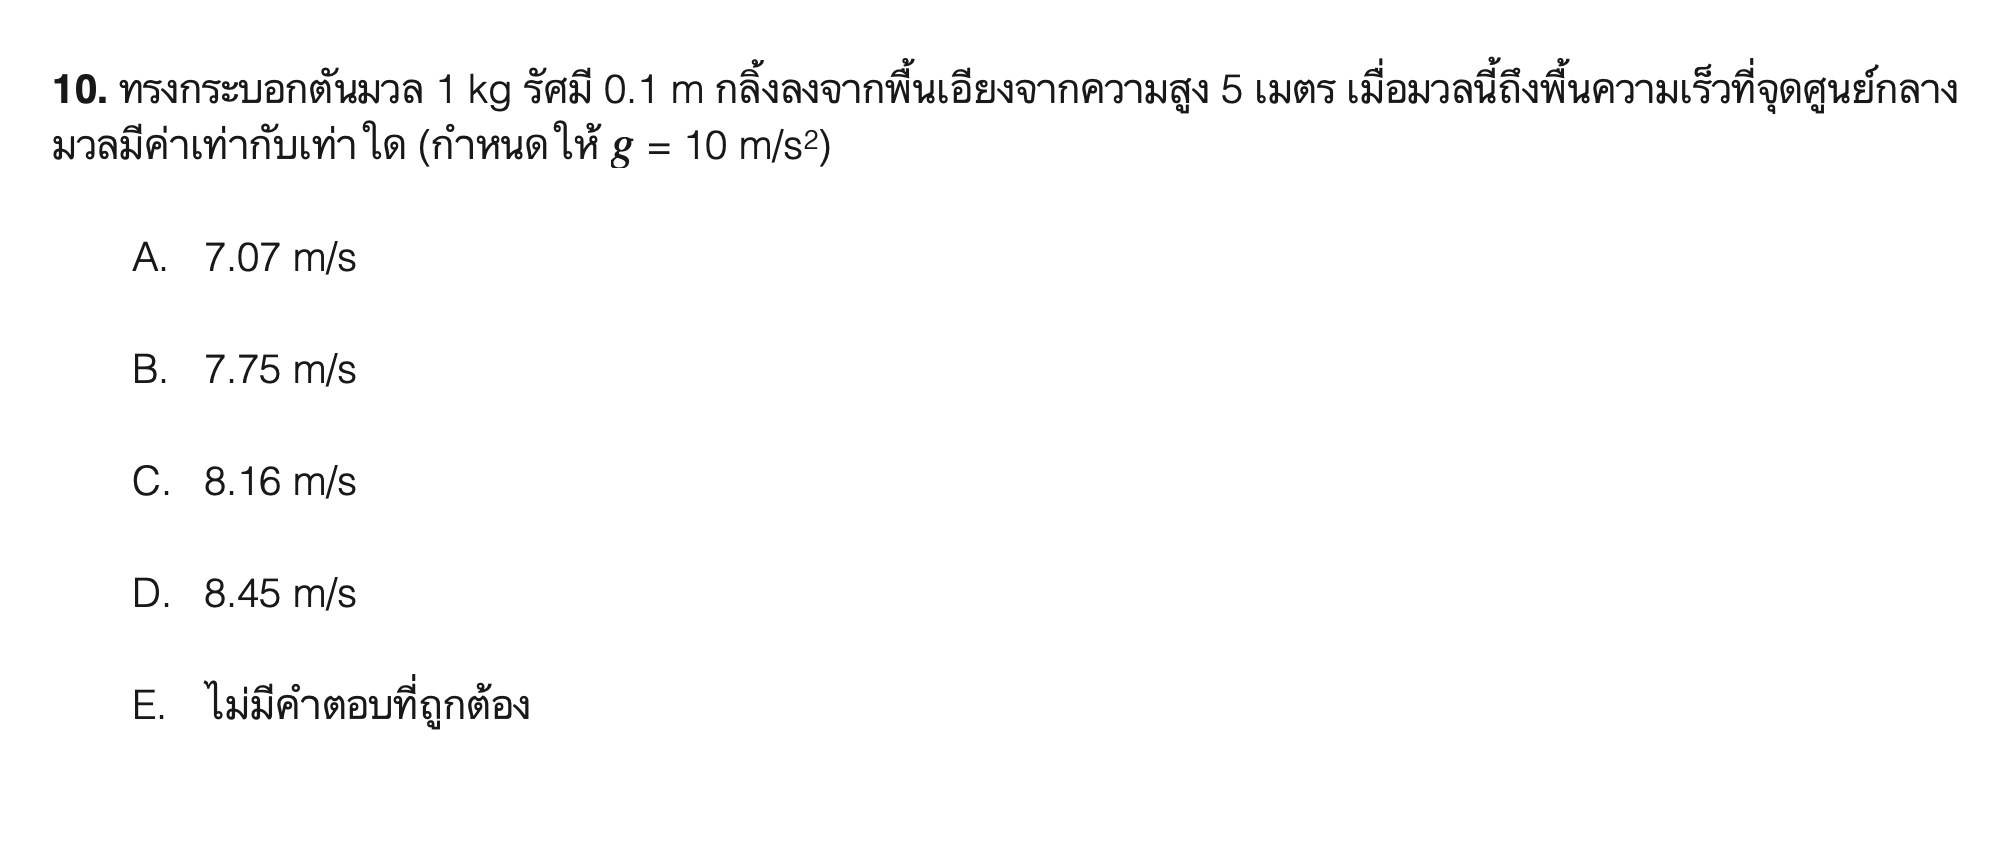 10. ทรงกระบอกตันมวล 1 kg รัศมี 0.1 m กลิ้งลงจากพื้นเอียงจากความสูง 5 เมตร เมื่อมวลนี้ถึงพื้นความเร็วที่จุดศูนย์กลาง
มวลมีค่าเท่ากับเท่าใด (กำหนดให้ g = 10 m/s²)
A. 7.07 m/s
B. 7.75 m/s
C. 8.16 m/s
D. 8.45 m/s
E. ไม่มีคำตอบที่ถูกต้อง